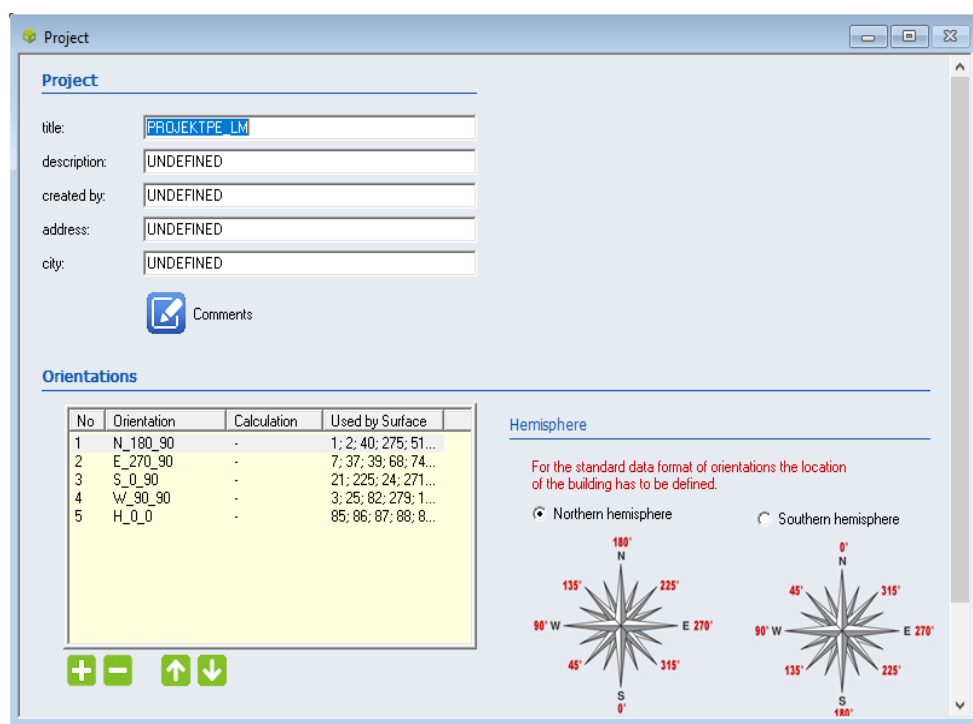 Project
Project
title:
PROJEKTPE_LM
description:
UNDEFINED
created by:
UNDEFINED
address:
UNDEFINED
city:
UNDEFINED
Comments
Orientations
No Orientation Calculation Used by Surface
1 N_180_90 - 1; 2; 40; 275; 51...
2 E_270_90 - 7; 37; 39; 68; 74...
3 S_0_90 - 21; 225; 24; 271...
4 W_90_90 - 3; 25; 82; 279; 1...
5 H_0_0 - 85; 86; 87; 88; 8...
Hemisphere
For the standard data format of orientations the location
of the building has to be defined.
Northern hemisphere
Southern hemisphere
180°
N
135° 225°
90° W E 270°
45° 315°
S
0°
0°
N
45° 315°
90° W E 270°
135° 225°
S
180°